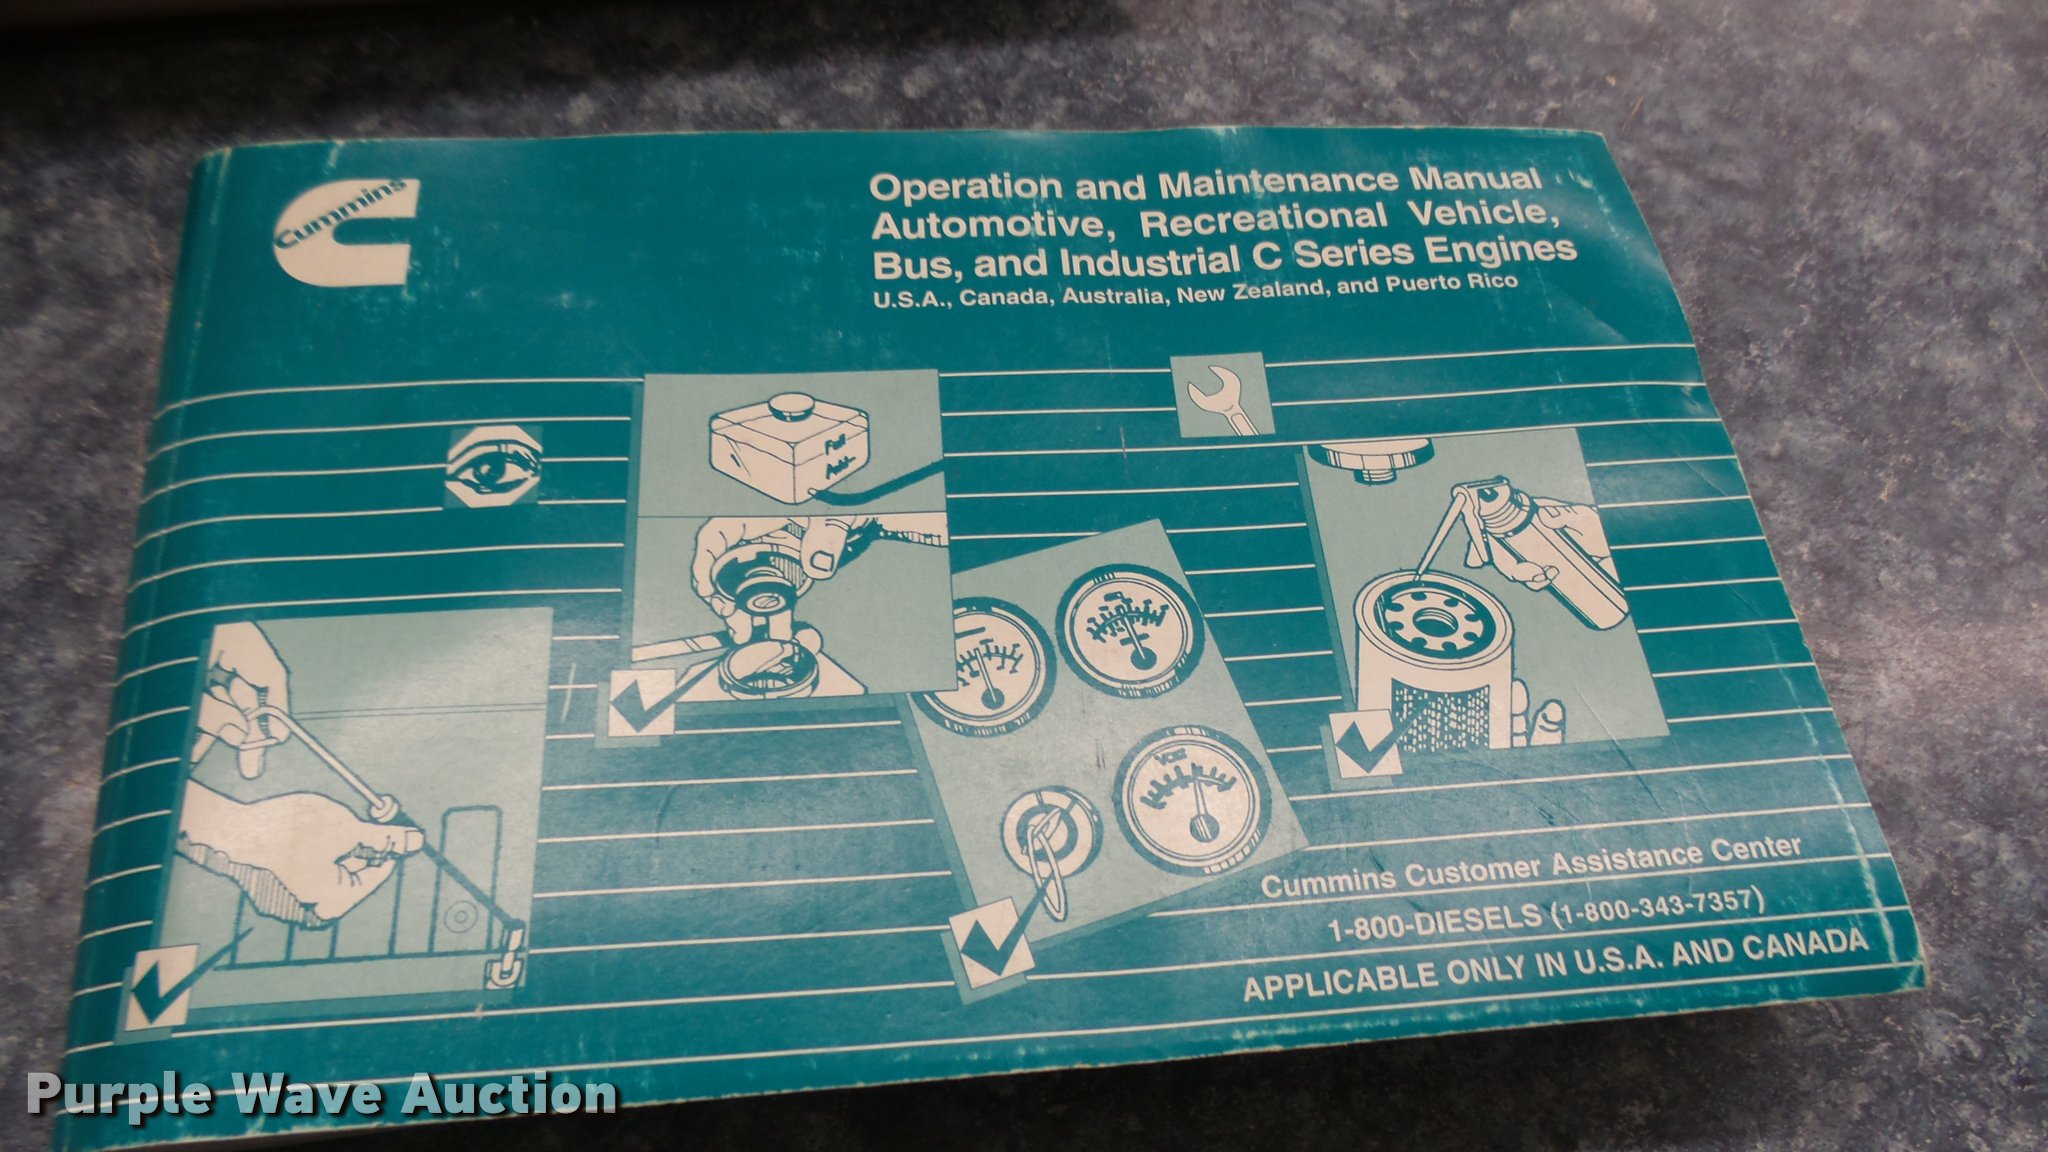 Cummins
Operation and Maintenance Manual
Automotive, Recreational Vehicle,
Bus, and Industrial C Series Engines
U.S.A., Canada, Australia, New Zealand, and Puerto Rico
Full
Add
Cummins Customer Assistance Center
1-800-DIESELS (1-800-343-7357)
APPLICABLE ONLY IN U.S.A. AND CANADA
Purple Wave Auction